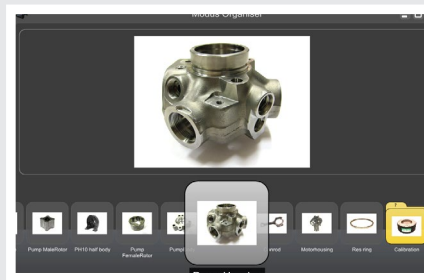 Modus Organiser
Pump MaleRotor
PH10 half body
Pump
FemaleRotor
Motorhousing
Res ring
Calibration